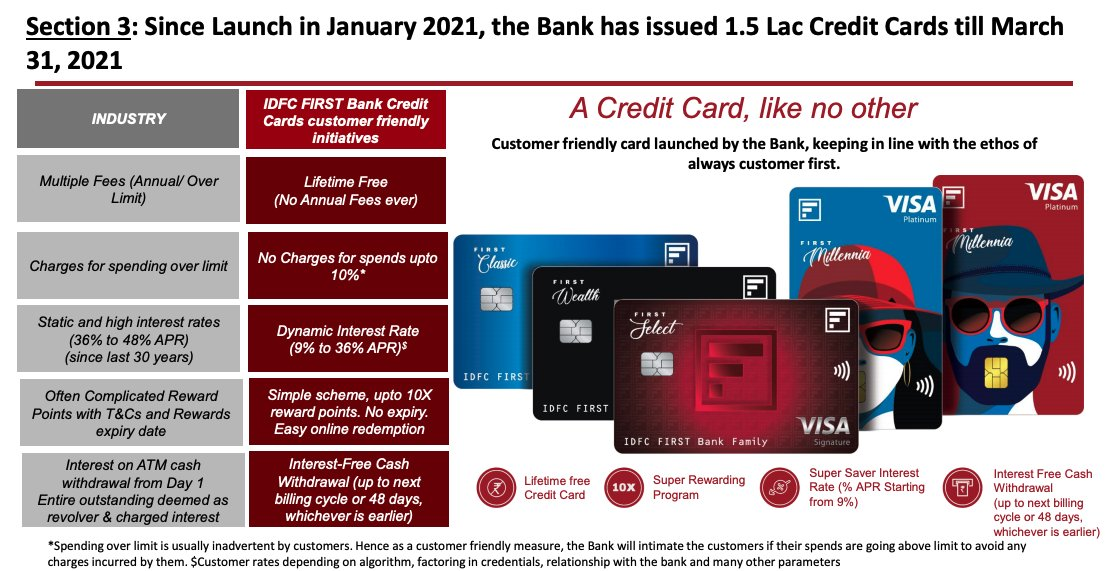 Section 3: Since Launch in January 2021, the Bank has issued 1.5 Lac Credit Cards till March
31, 2021
INDUSTRY
IDFC FIRST Bank Credit
Cards customer friendly
initiatives
Multiple Fees (Annual/ Over
Limit)
Lifetime Free
(No Annual Fees ever)
Charges for spending over limit
No Charges for spends upto
10%*
Static and high interest rates
(36% to 48% APR)
(since last 30 years)
Dynamic Interest Rate
(9% to 36% APR)$
Often Complicated Reward
Points with T&Cs and Rewards
expiry date
Simple scheme, upto 10X
reward points. No expiry.
Easy online redemption
Interest on ATM cash
withdrawal from Day 1
Entire outstanding deemed as
revolver & charged interest
Interest-Free Cash
Withdrawal (up to next
billing cycle or 48 days,
whichever is earlier)
A Credit Card, like no other
Customer friendly card launched by the Bank, keeping in line with the ethos of
always customer first.
FIRST
Classic
IDFC FIRST
FIRST
Wealth
IDFC FIRST
FIRST
Select
IDFC FIRST Bank Family
VISA
Signature
VISA
Platinum
FIRST
Millennia
VISA
Platinum
FIRST
Millennia
Lifetime free
Credit Card
10X
Super Rewarding
Program
Super Saver Interest
Rate (% APR Starting
from 9%)
Interest Free Cash
Withdrawal
(up to next billing
cycle or 48 days,
whichever is earlier)
*Spending over limit is usually inadvertent by customers. Hence as a customer friendly measure, the Bank will intimate the customers if their spends are going above limit to avoid any
charges incurred by them. $Customer rates depending on algorithm, factoring in credentials, relationship with the bank and many other parameters